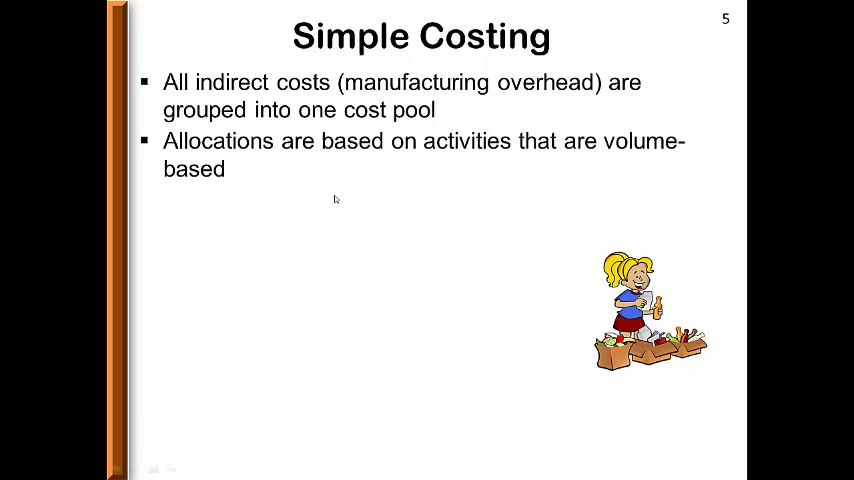 5
Simple Costing
▪ All indirect costs (manufacturing overhead) are
grouped into one cost pool
▪ Allocations are based on activities that are volume-
based